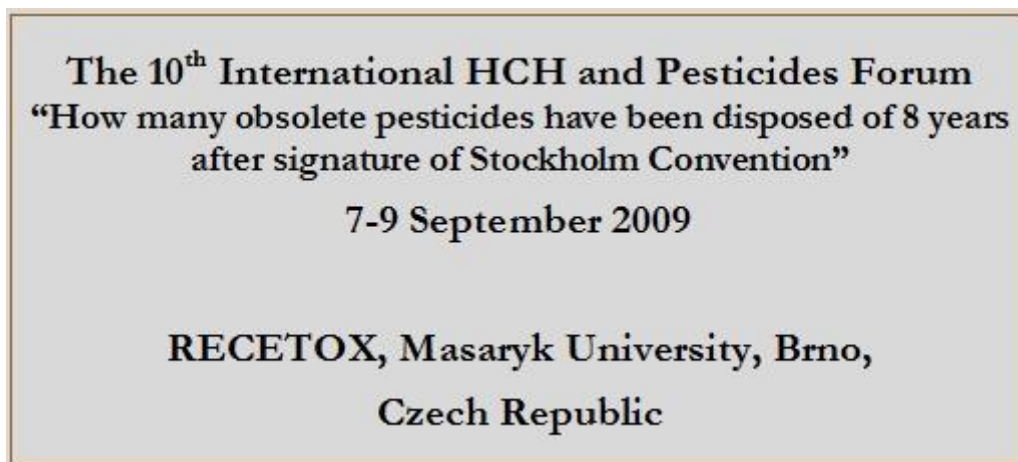 The 10th International HCH and Pesticides Forum
“How many obsolete pesticides have been disposed of 8 years
after signature of Stockholm Convention”
7-9 September 2009
RECETOX, Masaryk University, Brno,
Czech Republic